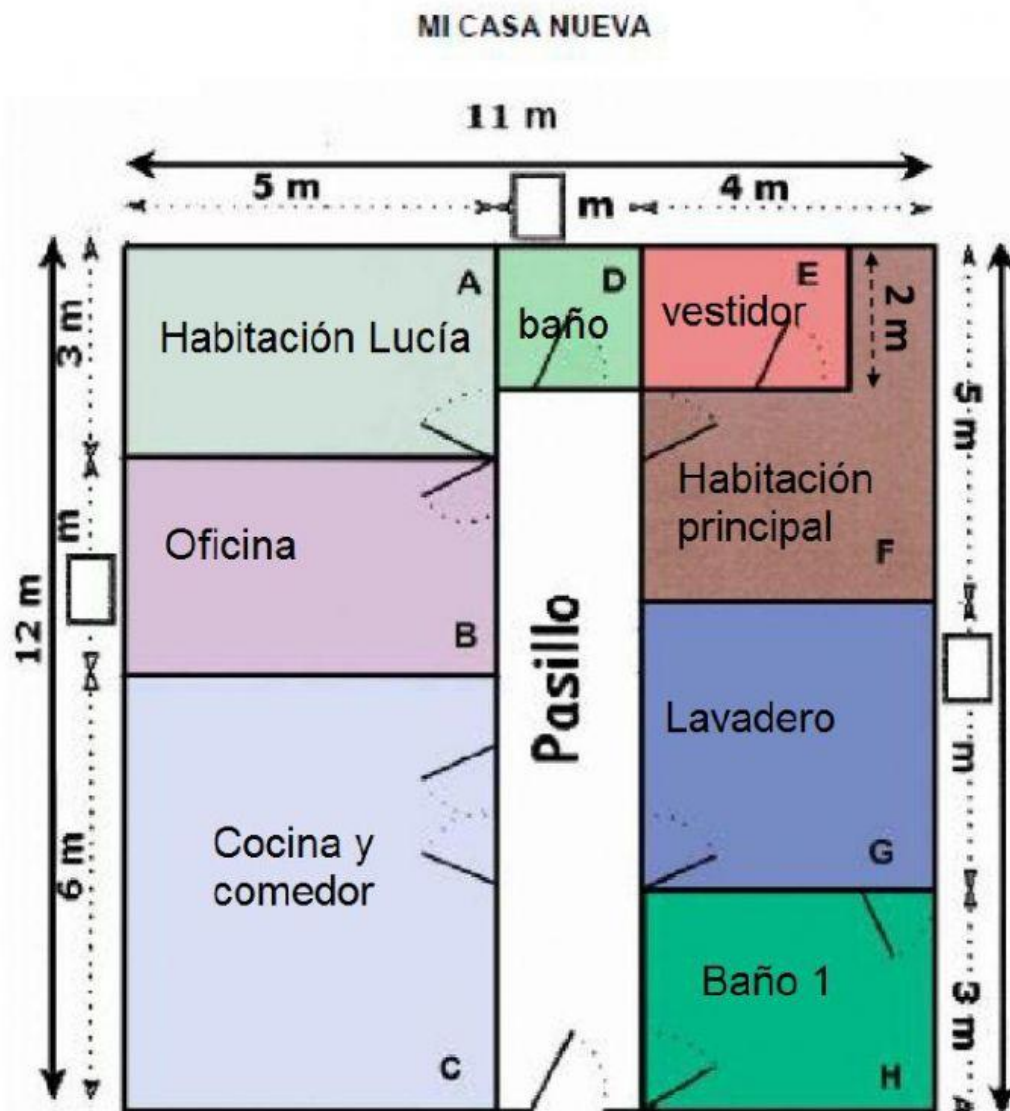 MI CASA NUEVA
11 m
5 m
m
4 m
A
Habitación Lucía
D
baño
E
vestidor
2 m
3 m
5 m
Habitación
principal
F
m
Oficina
B
12 m
Pasillo
Lavadero
G
m
Cocina y
comedor
C
6 m
Baño 1
H
3 m